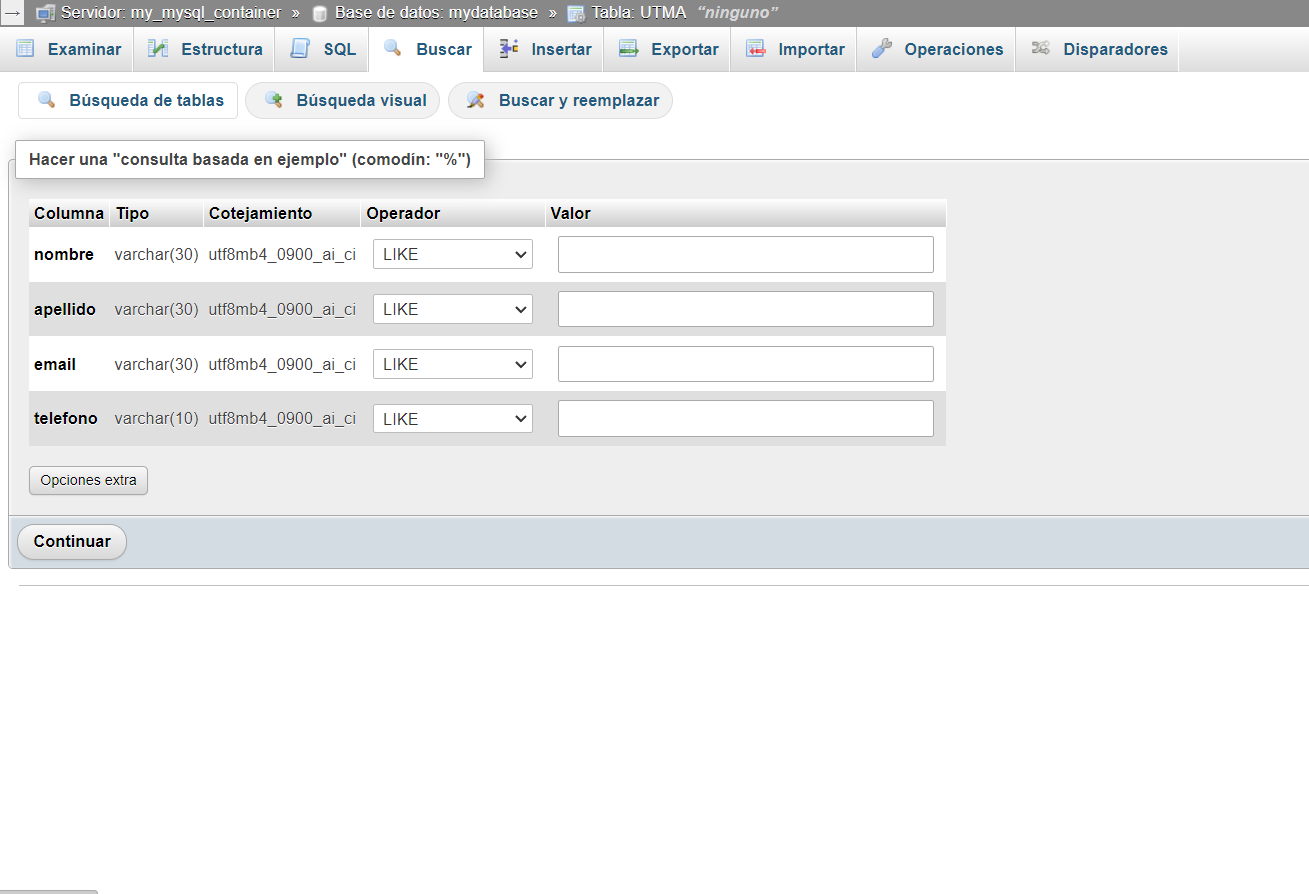 → Servidor: my_mysql_container » Base de datos: mydatabase » Tabla: UTMA "ninguno"
Examinar Estructura SQL Buscar Insertar Exportar Importar Operaciones Disparadores
Búsqueda de tablas Búsqueda visual Buscar y reemplazar
Hacer una "consulta basada en ejemplo" (comodín: "%")
Columna Tipo Cotejamiento Operador Valor
nombre varchar(30) utf8mb4_0900_ai_ci LIKE
apellido varchar(30) utf8mb4_0900_ai_ci LIKE
email varchar(30) utf8mb4_0900_ai_ci LIKE
telefono varchar(10) utf8mb4_0900_ai_ci LIKE
Opciones extra
Continuar